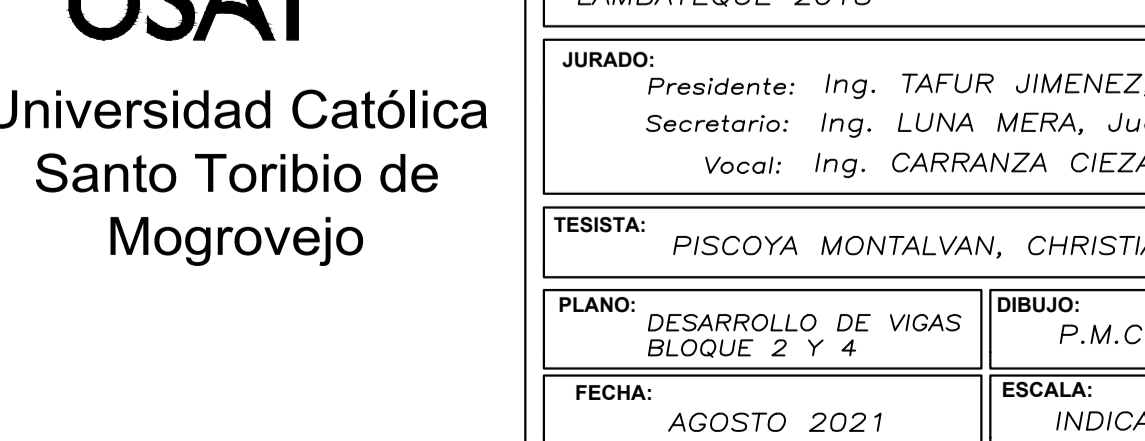 USAT
Universidad Católica
Santo Toribio de
Mogrovejo
LAMBAYEQUE 2018
JURADO:
Presidente: Ing. TAFUR JIMENEZ,
Secretario: Ing. LUNA MERA,
Vocal: Ing. CARRANZA CIEZA
TESISTA:
PISCOYA MONTALVAN,
PLANO:
DESARROLLO DE VIGAS
BLOQUE 2 Y 4
DIBUJO:
P.M.C
FECHA:
AGOSTO 2021
ESCALA: